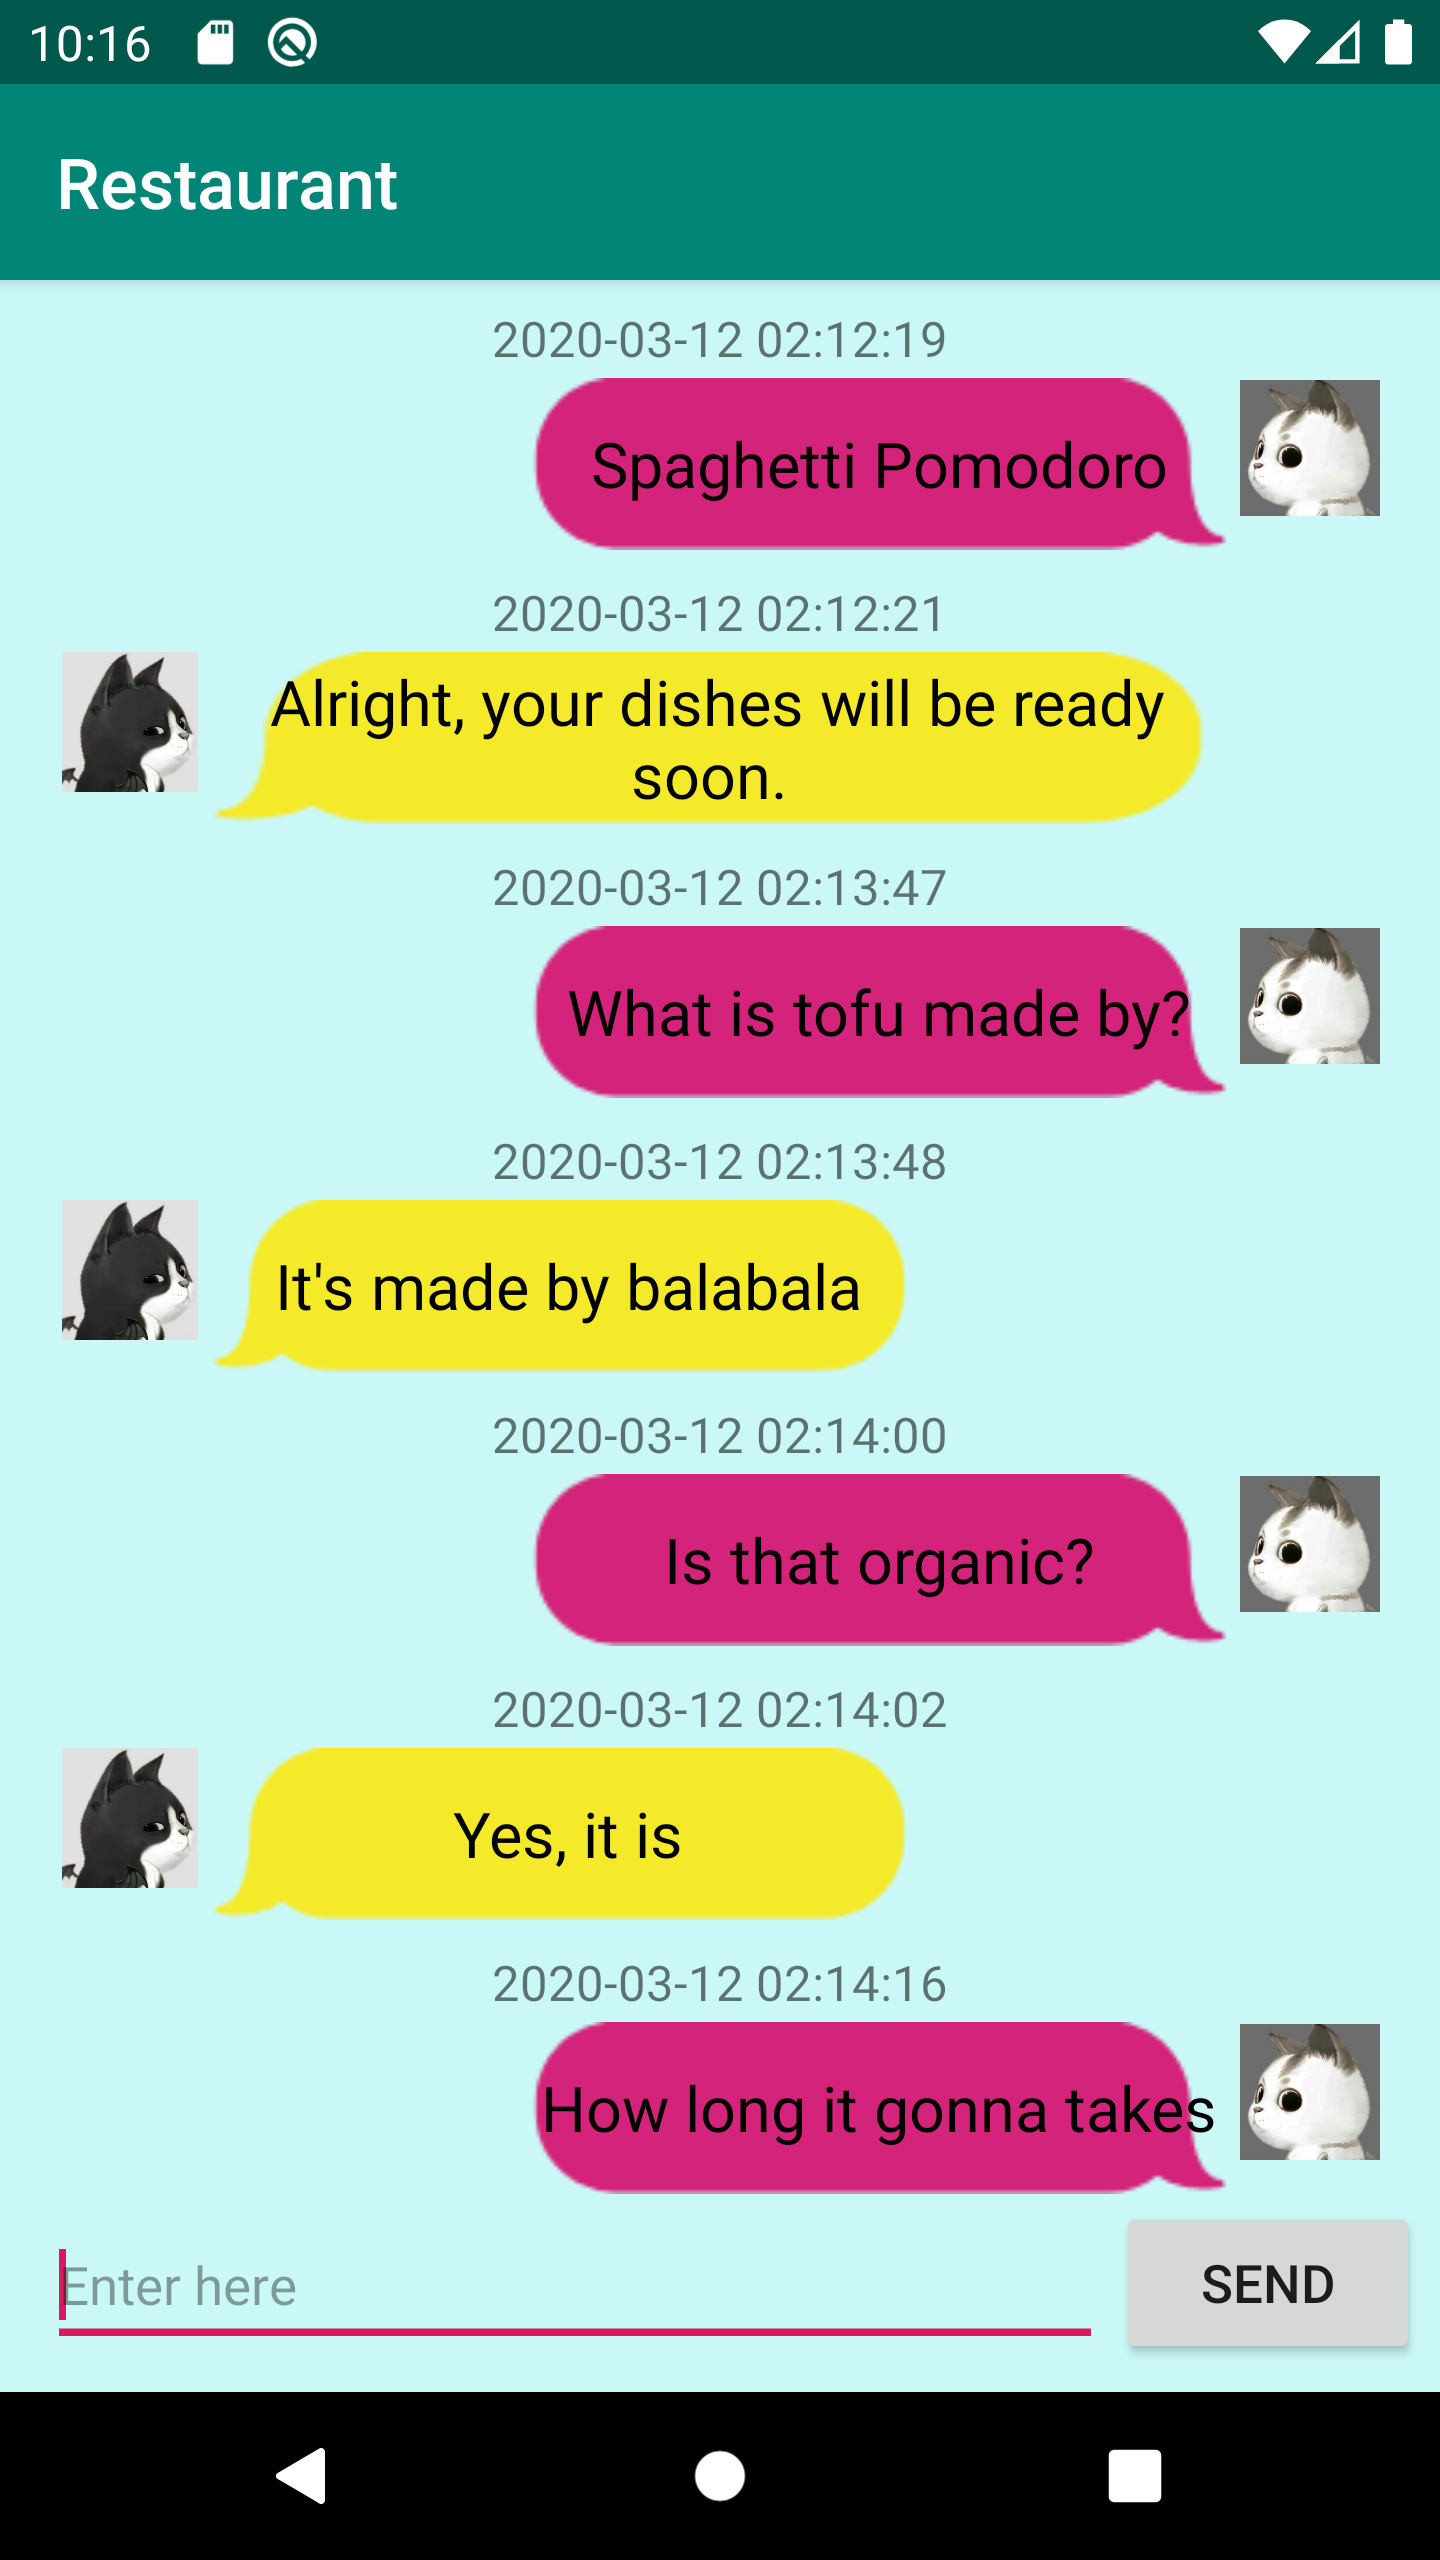 10:16
Restaurant
2020-03-12 02:12:19
Spaghetti Pomodoro
2020-03-12 02:12:21
Alright, your dishes will be ready
soon.
2020-03-12 02:13:47
What is tofu made by?
2020-03-12 02:13:48
It's made by balabala
2020-03-12 02:14:00
Is that organic?
2020-03-12 02:14:02
Yes, it is
2020-03-12 02:14:16
How long it gonna takes
Enter here
SEND